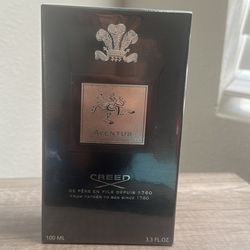 AVENTUS
CREED
DE PÈRE EN FILS DEPUIS 1760
FROM FATHER TO SON SINCE 1760
100 ML 3.3 FL.OZ